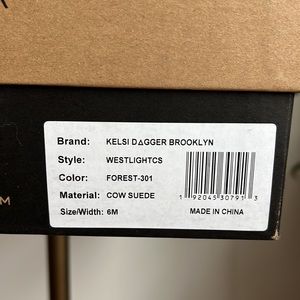 Brand: KELSI D△GGER BROOKLYN
Style: WESTLIGHTCS
Color: FOREST-301
Material: COW SUEDE
Size/Width: 6M
1 92045 30791 3
MADE IN CHINA
M